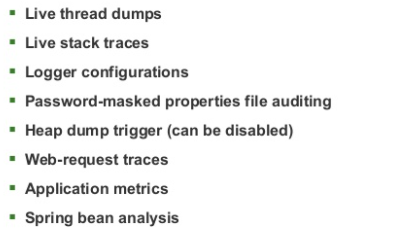 Live thread dumps
Live stack traces
Logger configurations
Password-masked properties file auditing
Heap dump trigger (can be disabled)
Web-request traces
Application metrics
Spring bean analysis